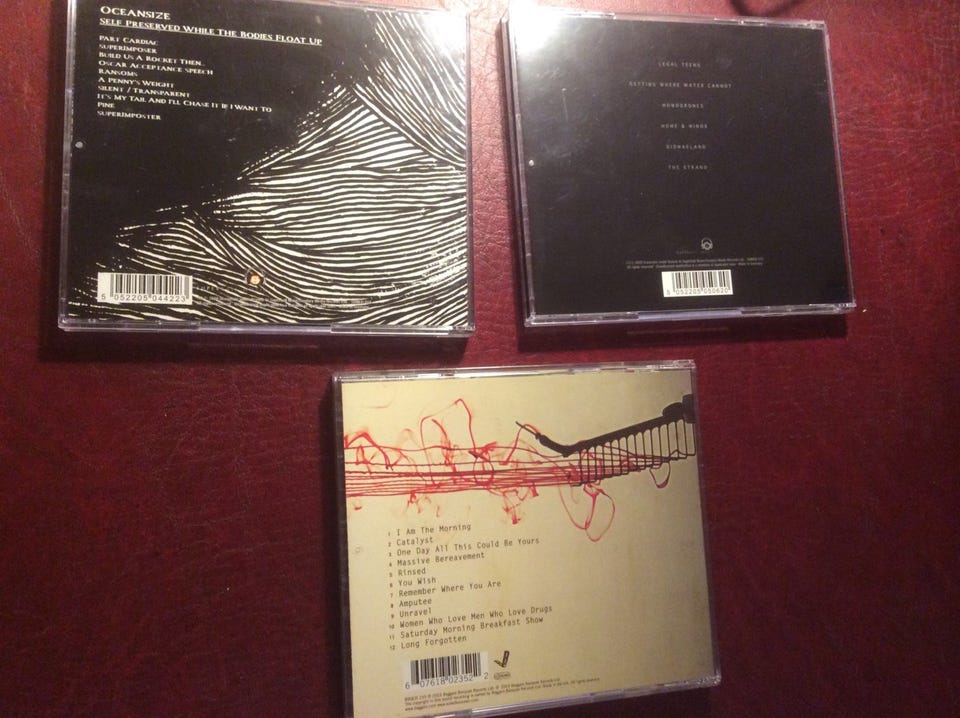 OCEANSIZE
SELF PRESERVED WHILE THE BODIES FLOAT UP
PART CARDIAC
SUPERIMPOSER
BUILD US A ROCKET THEN...
OSCAR ACCEPTANCE SPEECH
RANSOMS
A PENNY'S WEIGHT
SILENT / TRANSPARENT
IT'S MY TAIL AND I'LL CHASE IT IF I WANT TO
PINE
SUPERIMPOSTER
5 052205 044223
LEGAL TEENS
GETTING WHERE WATER CANNOT
MONODRONES
HOME & MINOR
DIDNAELAND
THE STRAND
5 052205 050620
1 I Am The Morning
2 Catalyst
3 One Day All This Could Be Yours
4 Massive Bereavement
5 Rinsed
6 You Wish
7 Remember Where You Are
8 Amputee
9 Unravel
10 Women Who Love Men Who Love Drugs
11 Saturday Morning Breakfast Show
12 Long Forgotten
6 07618 02352 2